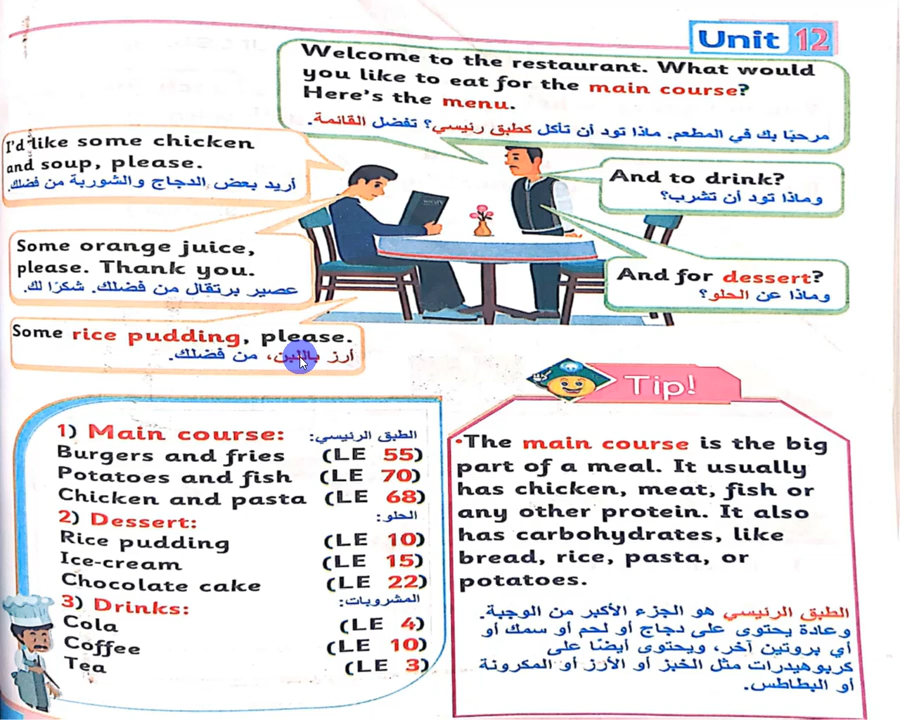 Unit 12
Welcome to the restaurant. What would
you like to eat for the main course?
Here's the menu.
مرحبًا بك في المطعم. ماذا تود أن تأكل كطبق رئيسي؟ تفضل القائمة.
I'd like some chicken
and soup, please.
أريد بعض الدجاج والشوربة من فضلك.
And to drink?
وماذا تود أن تشرب؟
Some orange juice,
please. Thank you.
عصير برتقال من فضلك. شكرًا لك.
And for dessert?
وماذا عن الحلو؟
Some rice pudding, please.
أرز باللبن، من فضلك.
1) Main course: الطبق الرئيسي:
Burgers and fries (LE 55)
Potatoes and fish (LE 70)
Chicken and pasta (LE 68)
2) Dessert: الحلو:
Rice pudding (LE 10)
Ice-cream (LE 15)
Chocolate cake (LE 22)
3) Drinks: المشروبات:
Cola (LE 4)
Coffee (LE 10)
Tea (LE 3)
Tip!
•The main course is the big
part of a meal. It usually
has chicken, meat, fish or
any other protein. It also
has carbohydrates, like
bread, rice, pasta, or
potatoes.
الطبق الرئيسي هو الجزء الأكبر من الوجبة.
وعادة يحتوى على دجاج أو لحم أو سمك أو
أي بروتين آخر، ويحتوى أيضًا على
كربوهيدرات مثل الخبز أو الأرز أو المكرونة
أو البطاطس.